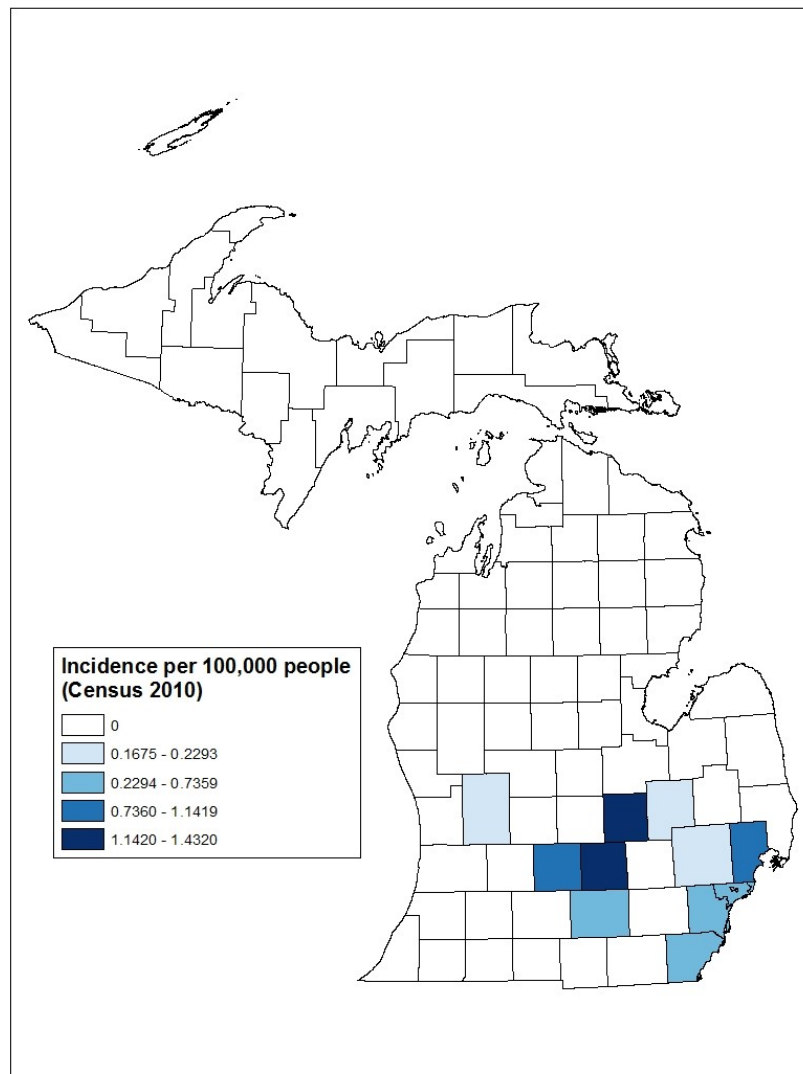 Incidence per 100,000 people
(Census 2010)
0
0.1675 - 0.2293
0.2294 - 0.7359
0.7360 - 1.1419
1.1420 - 1.4320